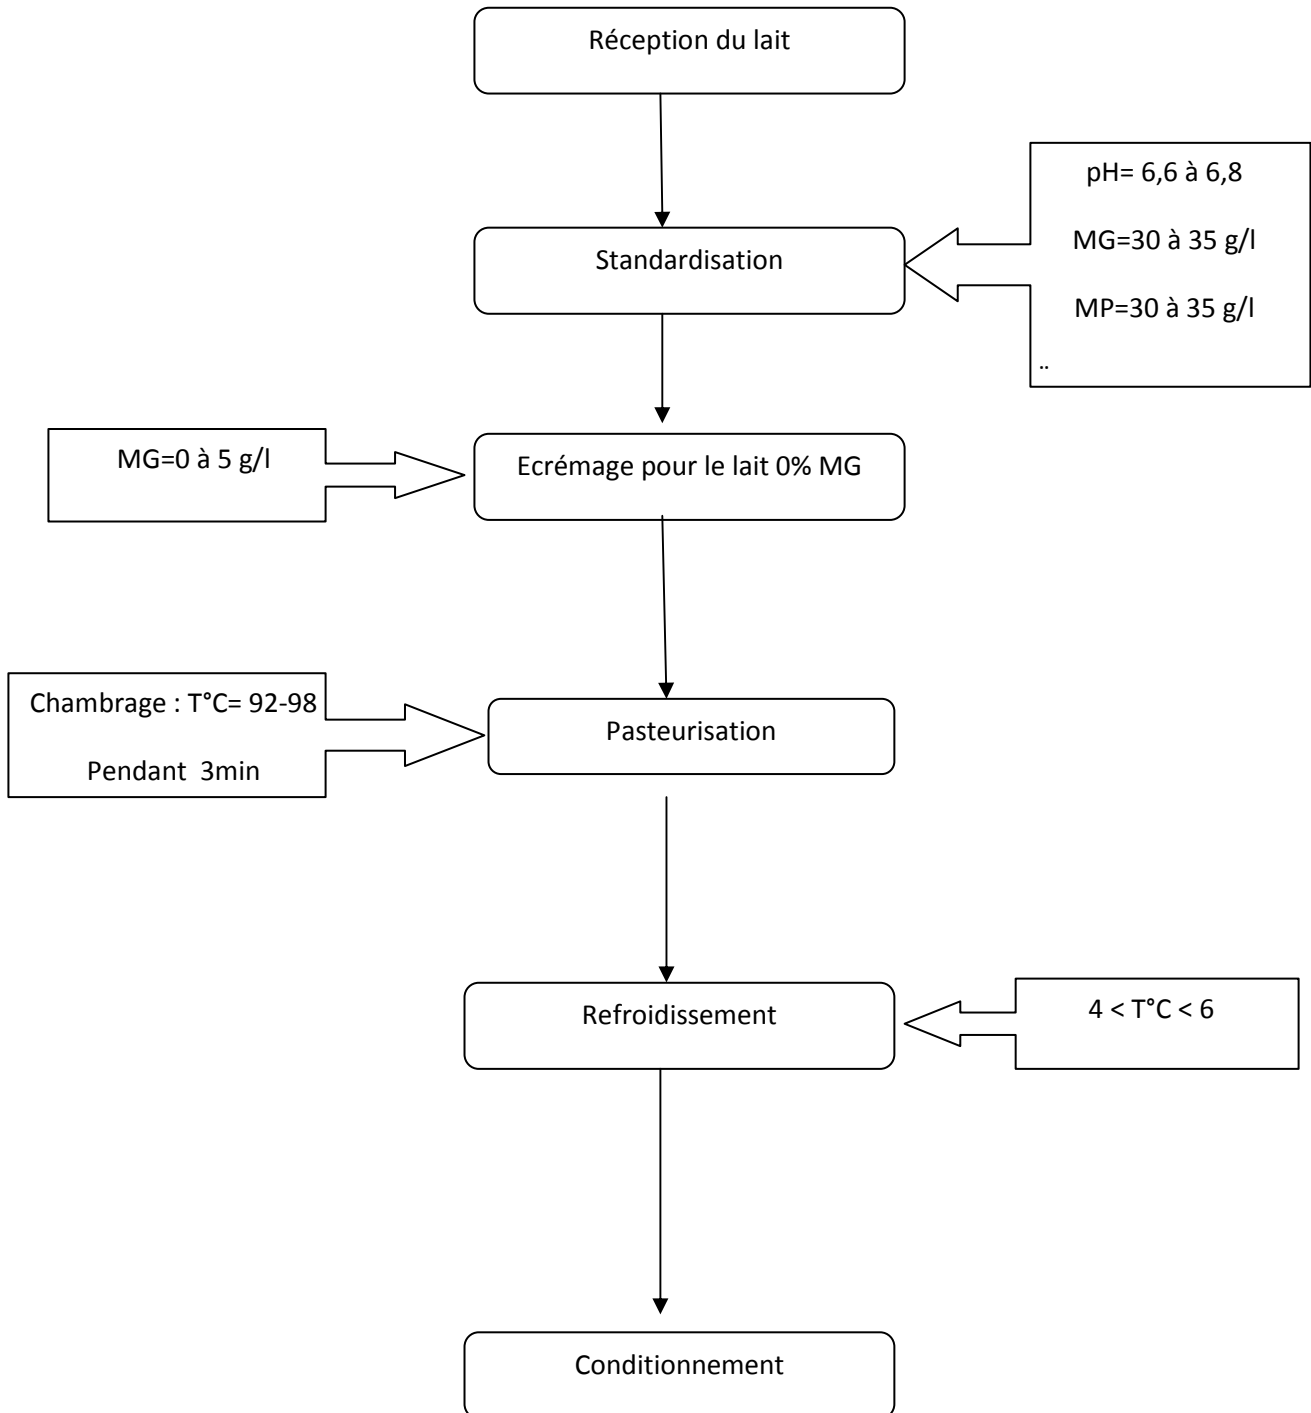 Réception du lait
pH= 6,6 à 6,8
MG=30 à 35 g/l
MP=30 à 35 g/l
..
Standardisation
MG=0 à 5 g/l
Ecrémage pour le lait 0% MG
Chambrage : T°C= 92-98
Pendant  3min
Pasteurisation
Refroidissement
4 < T°C < 6
Conditionnement